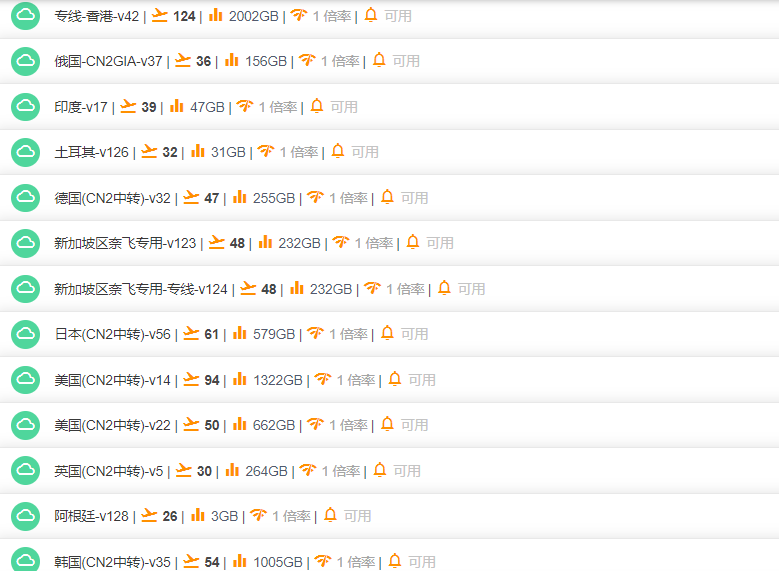 专线-香港-v42 | 124 | 2002GB | 1 倍率 | 可用
俄国-CN2GIA-v37 | 36 | 156GB | 1 倍率 | 可用
印度-v17 | 39 | 47GB | 1 倍率 | 可用
土耳其-v126 | 32 | 31GB | 1 倍率 | 可用
德国(CN2中转)-v32 | 47 | 255GB | 1 倍率 | 可用
新加坡区奈飞专用-v123 | 48 | 232GB | 1 倍率 | 可用
新加坡区奈飞专用-专线-v124 | 48 | 232GB | 1 倍率 | 可用
日本(CN2中转)-v56 | 61 | 579GB | 1 倍率 | 可用
美国(CN2中转)-v14 | 94 | 1322GB | 1 倍率 | 可用
美国(CN2中转)-v22 | 50 | 662GB | 1 倍率 | 可用
英国(CN2中转)-v5 | 30 | 264GB | 1 倍率 | 可用
阿根廷-v128 | 26 | 3GB | 1 倍率 | 可用
韩国(CN2中转)-v35 | 54 | 1005GB | 1 倍率 | 可用